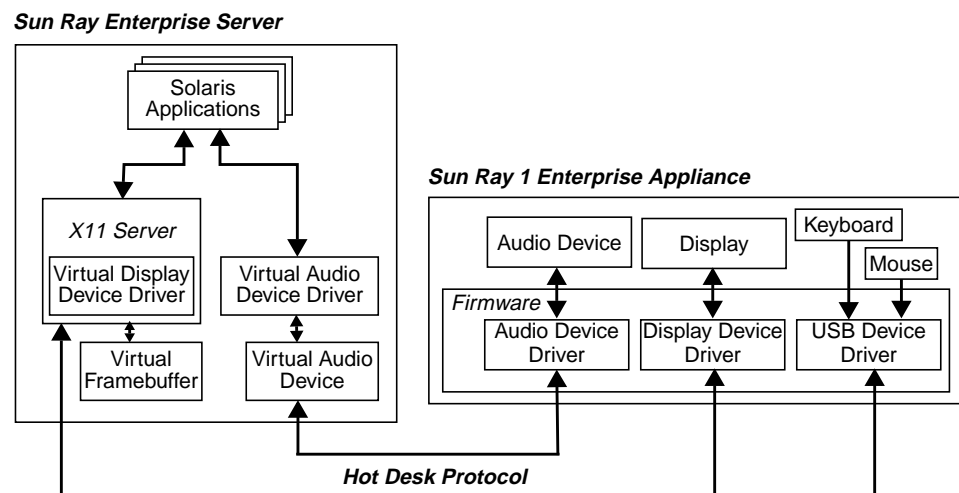 Sun Ray Enterprise Server
Solaris
Applications
X11 Server
Virtual Display
Device Driver
Virtual
Framebuffer
Virtual Audio
Device Driver
Virtual Audio
Device
Sun Ray 1 Enterprise Appliance
Audio Device
Display
Keyboard
Mouse
Firmware
Audio Device
Driver
Display Device
Driver
USB Device
Driver
Hot Desk Protocol